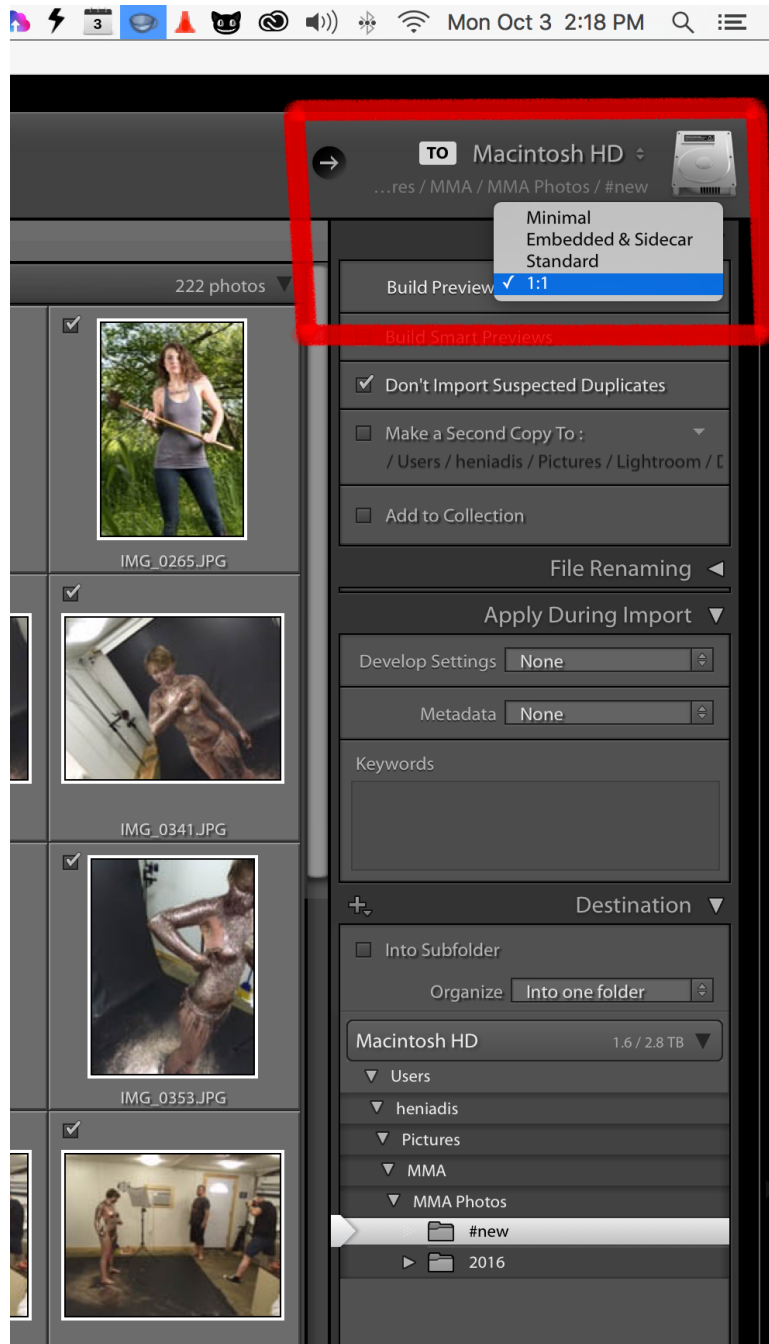 3
Mon Oct 3 2:18 PM
TO Macintosh HD
…res / MMA / MMA Photos / #new
Minimal
Embedded & Sidecar
Standard
✓ 1:1
222 photos
Build Preview
Build Smart Previews
Don't Import Suspected Duplicates
Make a Second Copy To :
/ Users / heniadis / Pictures / Lightroom /
Add to Collection
IMG_0265.JPG
File Renaming
Apply During Import
Develop Settings None
Metadata None
Keywords
IMG_0341.JPG
Destination
Into Subfolder
Organize Into one folder
Macintosh HD 1.6 / 2.8 TB
Users
heniadis
Pictures
IMG_0353.JPG
MMA
MMA Photos
#new
2016